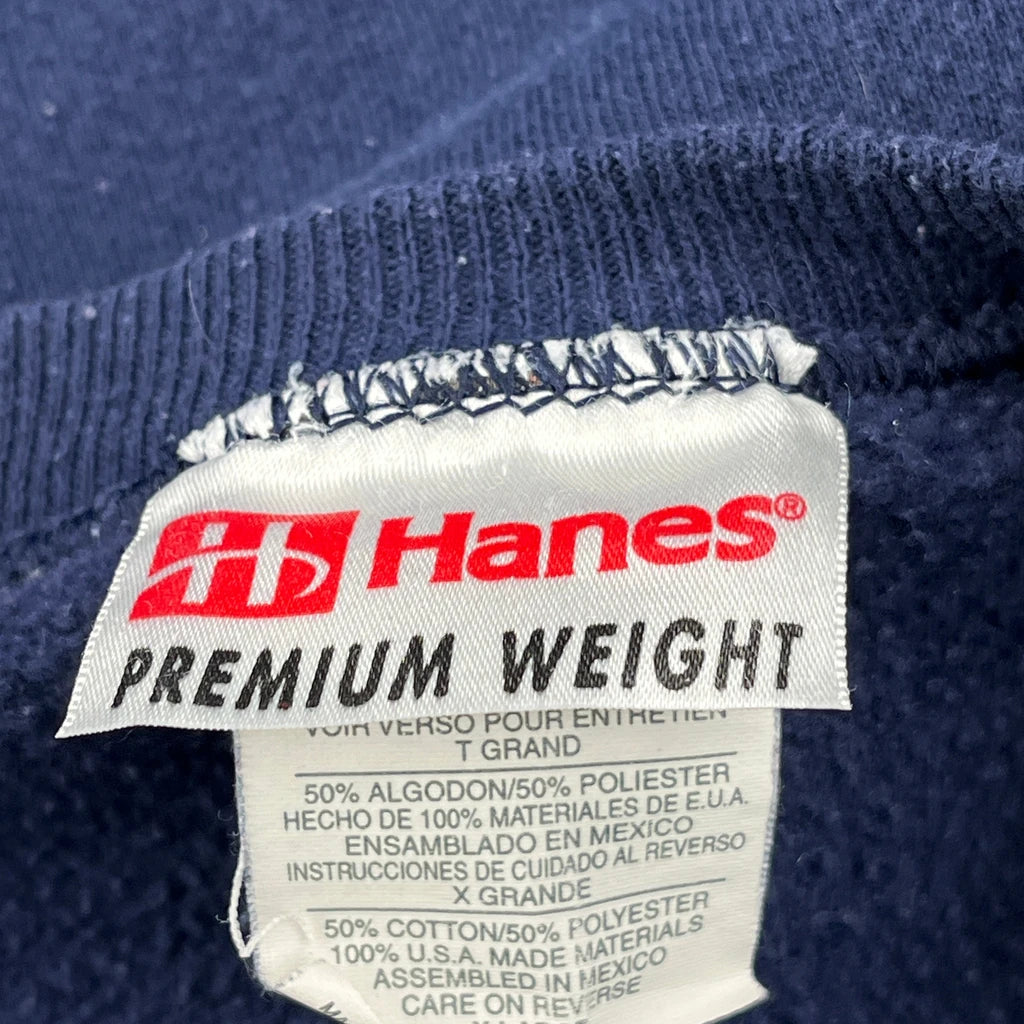 Hanes®
PREMIUM WEIGHT
VOIR VERSO POUR ENTRETIEN
T GRAND
50% ALGODON/50% POLIESTER
HECHO DE 100% MATERIALES DE E.U.A.
ENSAMBLADO EN MEXICO
INSTRUCCIONES DE CUIDADO AL REVERSO
X GRANDE
50% COTTON/50% POLYESTER
100% U.S.A. MADE MATERIALS
ASSEMBLED IN MEXICO
CARE ON REVERSE